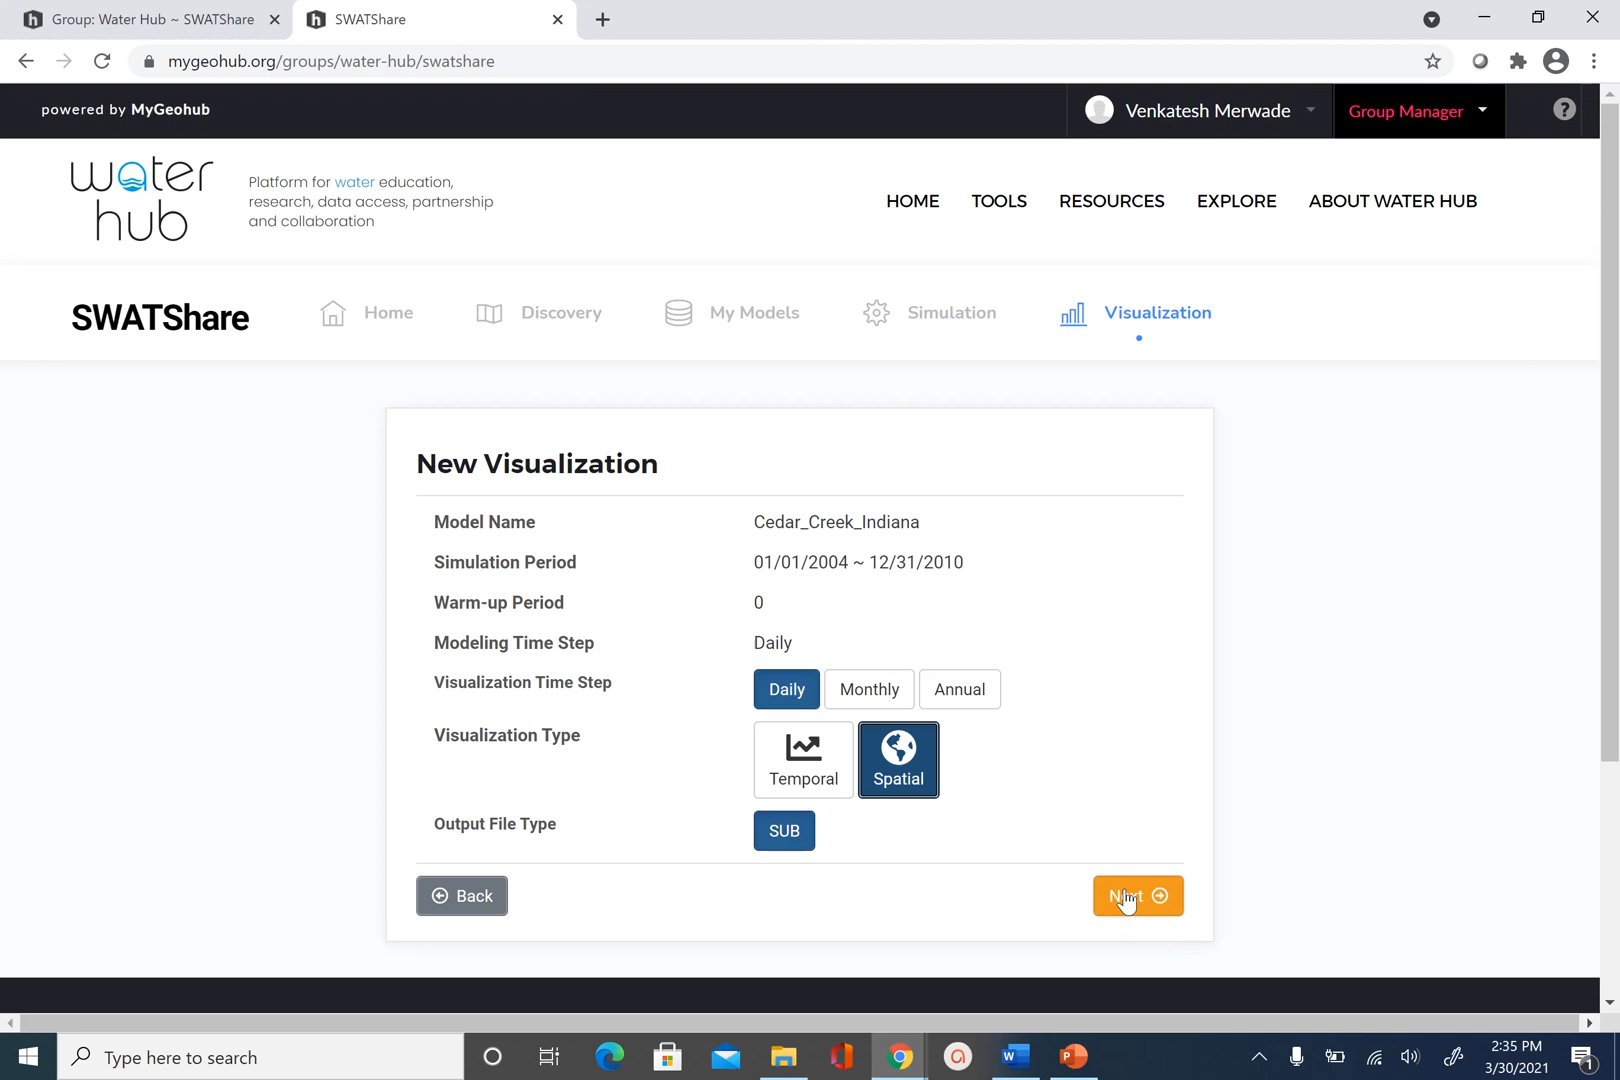 Group: Water Hub ~ SWATShare
SWATShare
mygeohub.org/groups/water-hub/swatshare
powered by MyGeohub
Venkatesh Merwade
Group Manager
water
hub
Platform for water education,
research, data access, partnership
and collaboration
HOME
TOOLS
RESOURCES
EXPLORE
ABOUT WATER HUB
SWATShare
Home
Discovery
My Models
Simulation
Visualization
New Visualization
Model Name
Cedar_Creek_Indiana
Simulation Period
01/01/2004 ~ 12/31/2010
Warm-up Period
0
Modeling Time Step
Daily
Visualization Time Step
Daily
Monthly
Annual
Visualization Type
Temporal
Spatial
Output File Type
SUB
Back
Next
Type here to search
2:35 PM
3/30/2021
1